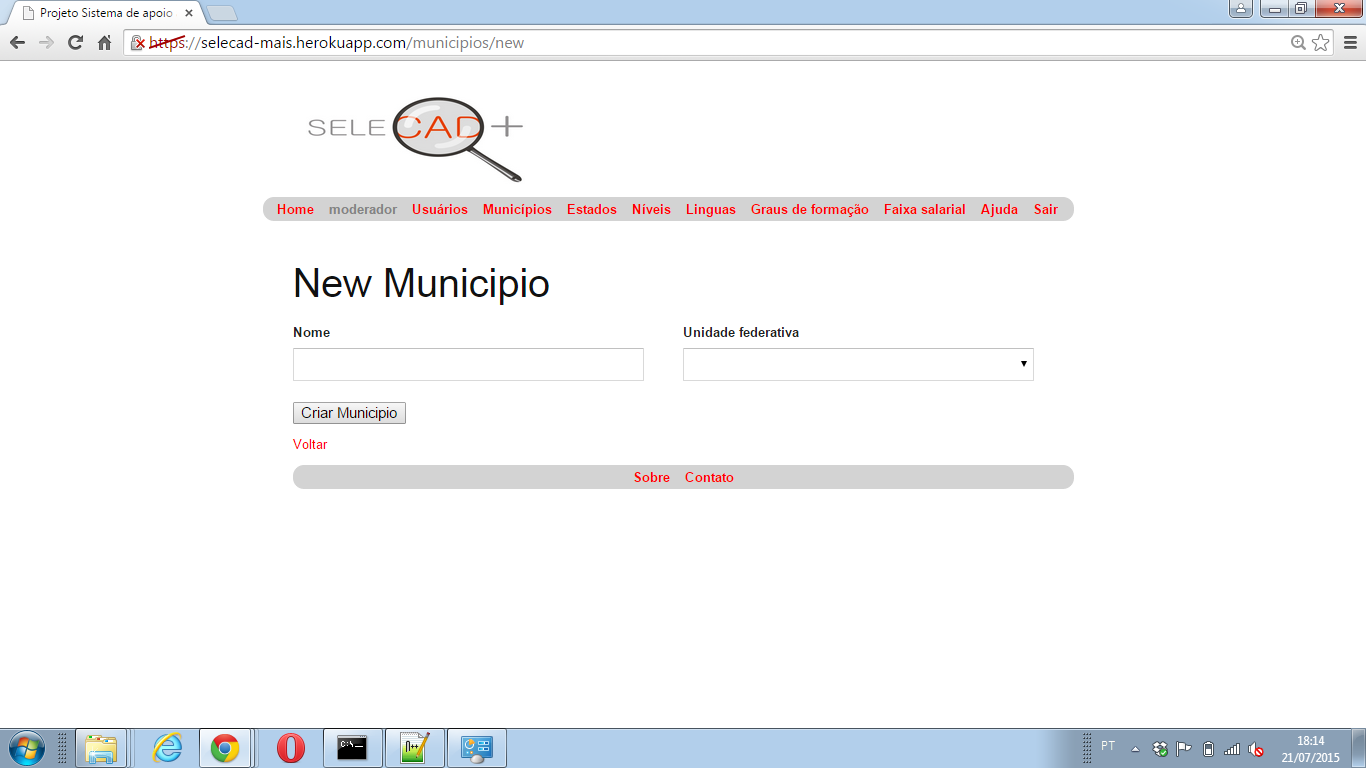 Projeto Sistema de apoio
https://selecad-mais.herokuapp.com/municipios/new
SELECAD+
Home moderador Usuários Municípios Estados Níveis Linguas Graus de formação Faixa salarial Ajuda Sair
New Municipio
Nome Unidade federativa
Criar Municipio
Voltar
Sobre Contato
PT 18:14
21/07/2015